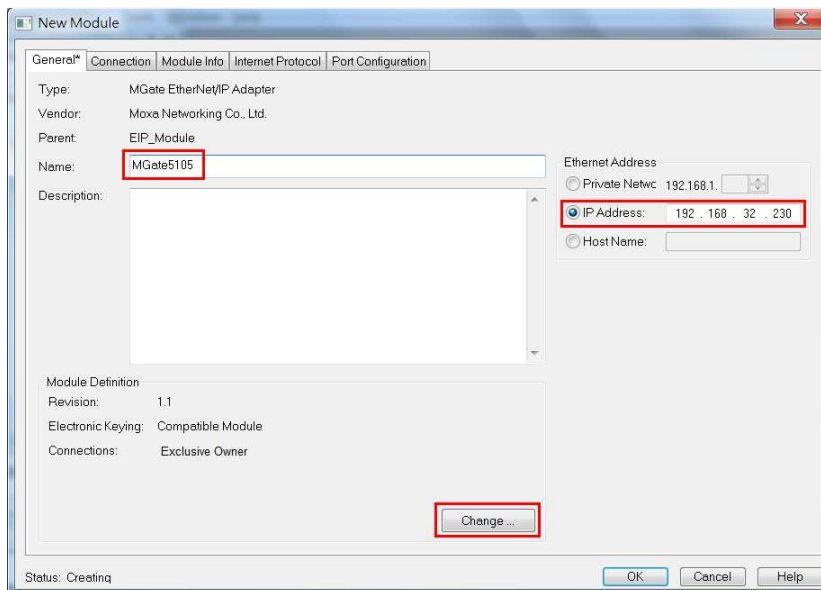 New Module
General* Connection Module Info Internet Protocol Port Configuration
Type: MGate EtherNet/IP Adapter
Vendor: Moxa Networking Co., Ltd.
Parent: EIP_Module
Name: MGate5105
Description:
Ethernet Address
Private Netwc 192.168.1.
IP Address: 192 . 168 . 32 . 230
Host Name:
Module Definition
Revision: 1.1
Electronic Keying: Compatible Module
Connections: Exclusive Owner
Change ...
Status: Creating
OK Cancel Help